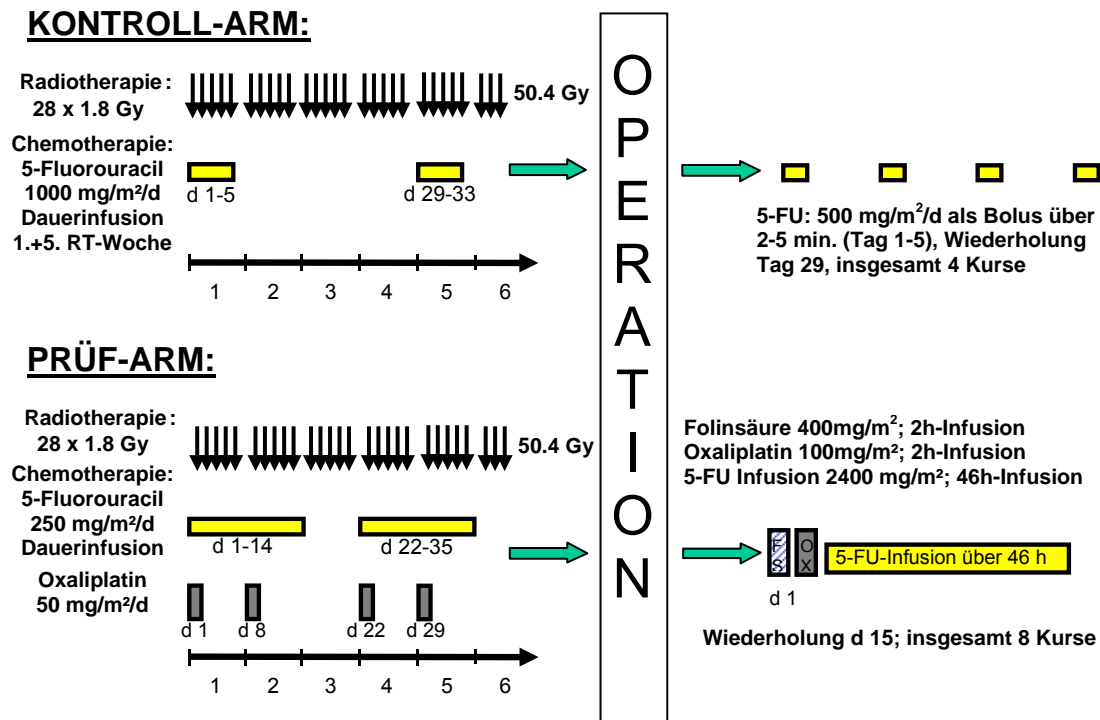 KONTROLL-ARM:
Radiotherapie:
28 x 1.8 Gy
50.4 Gy
Chemotherapie:
5-Fluorouracil
1000 mg/m²/d
Dauerinfusion
1.+5. RT-Woche
d 1-5
d 29-33
1 2 3 4 5 6
OPERATION
5-FU: 500 mg/m²/d als Bolus über
2-5 min. (Tag 1-5), Wiederholung
Tag 29, insgesamt 4 Kurse
PRÜF-ARM:
Radiotherapie:
28 x 1.8 Gy
50.4 Gy
Chemotherapie:
5-Fluorouracil
250 mg/m²/d
Dauerinfusion
d 1-14
d 22-35
Oxaliplatin
50 mg/m²/d
d 1
d 8
d 22
d 29
1 2 3 4 5 6
Folinsäure 400mg/m²; 2h-Infusion
Oxaliplatin 100mg/m²; 2h-Infusion
5-FU Infusion 2400 mg/m²; 46h-Infusion
FS
OX
5-FU-Infusion über 46 h
d 1
Wiederholung d 15; insgesamt 8 Kurse